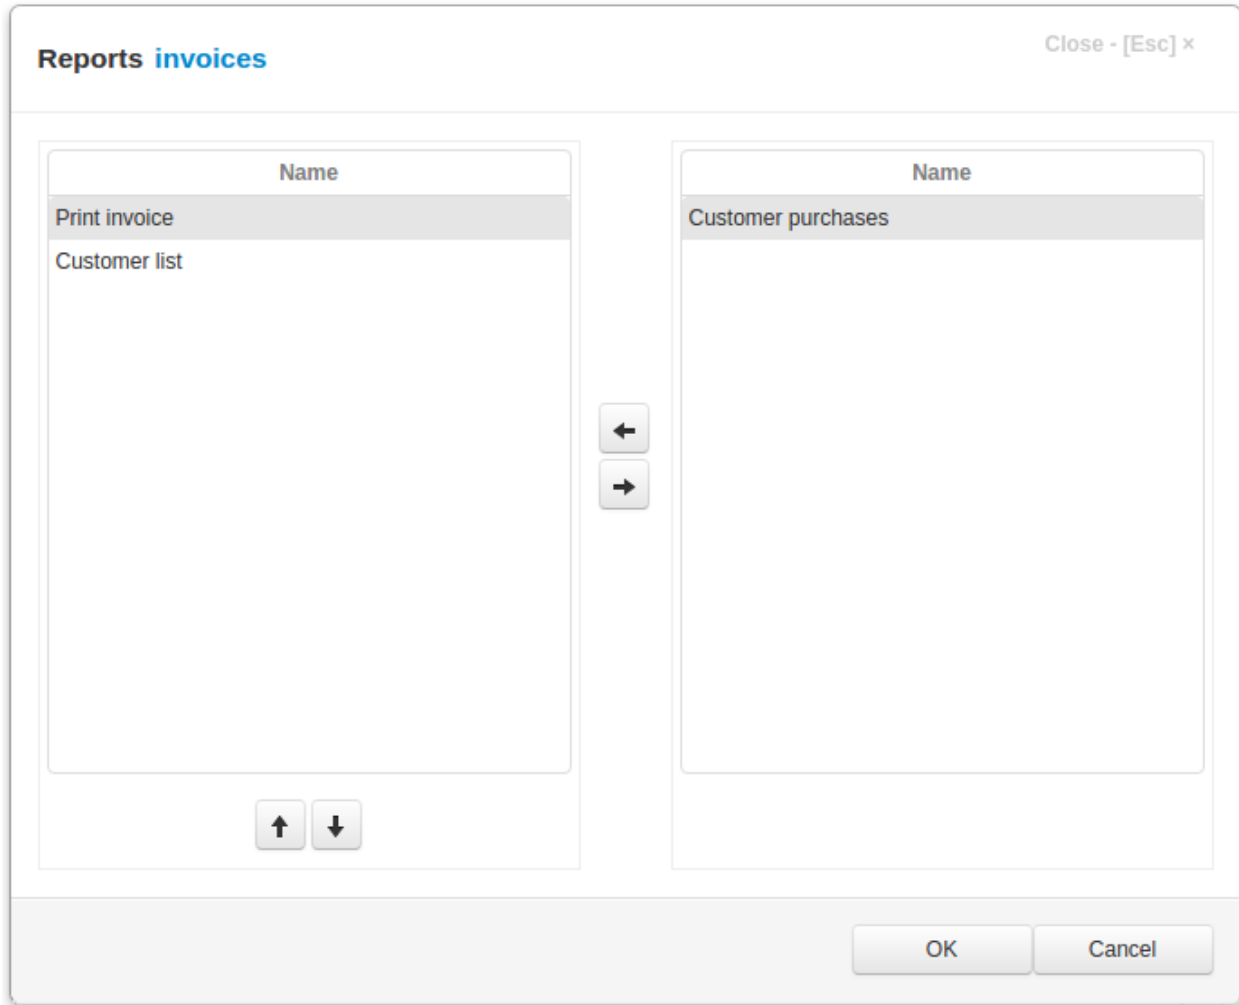 Reports invoices
Close - [Esc] ×
Name
Print invoice
Customer list
Name
Customer purchases
OK
Cancel